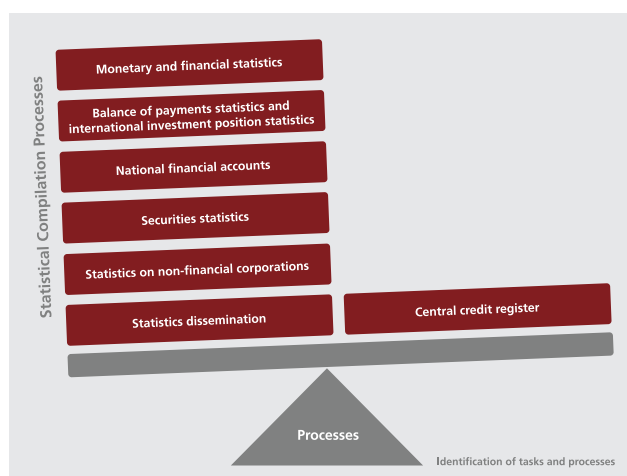 Statistical Compilation Processes
Monetary and financial statistics
Balance of payments statistics and
international investment position statistics
National financial accounts
Securities statistics
Statistics on non-financial corporations
Statistics dissemination
Central credit register
Processes
Identification of tasks and processes